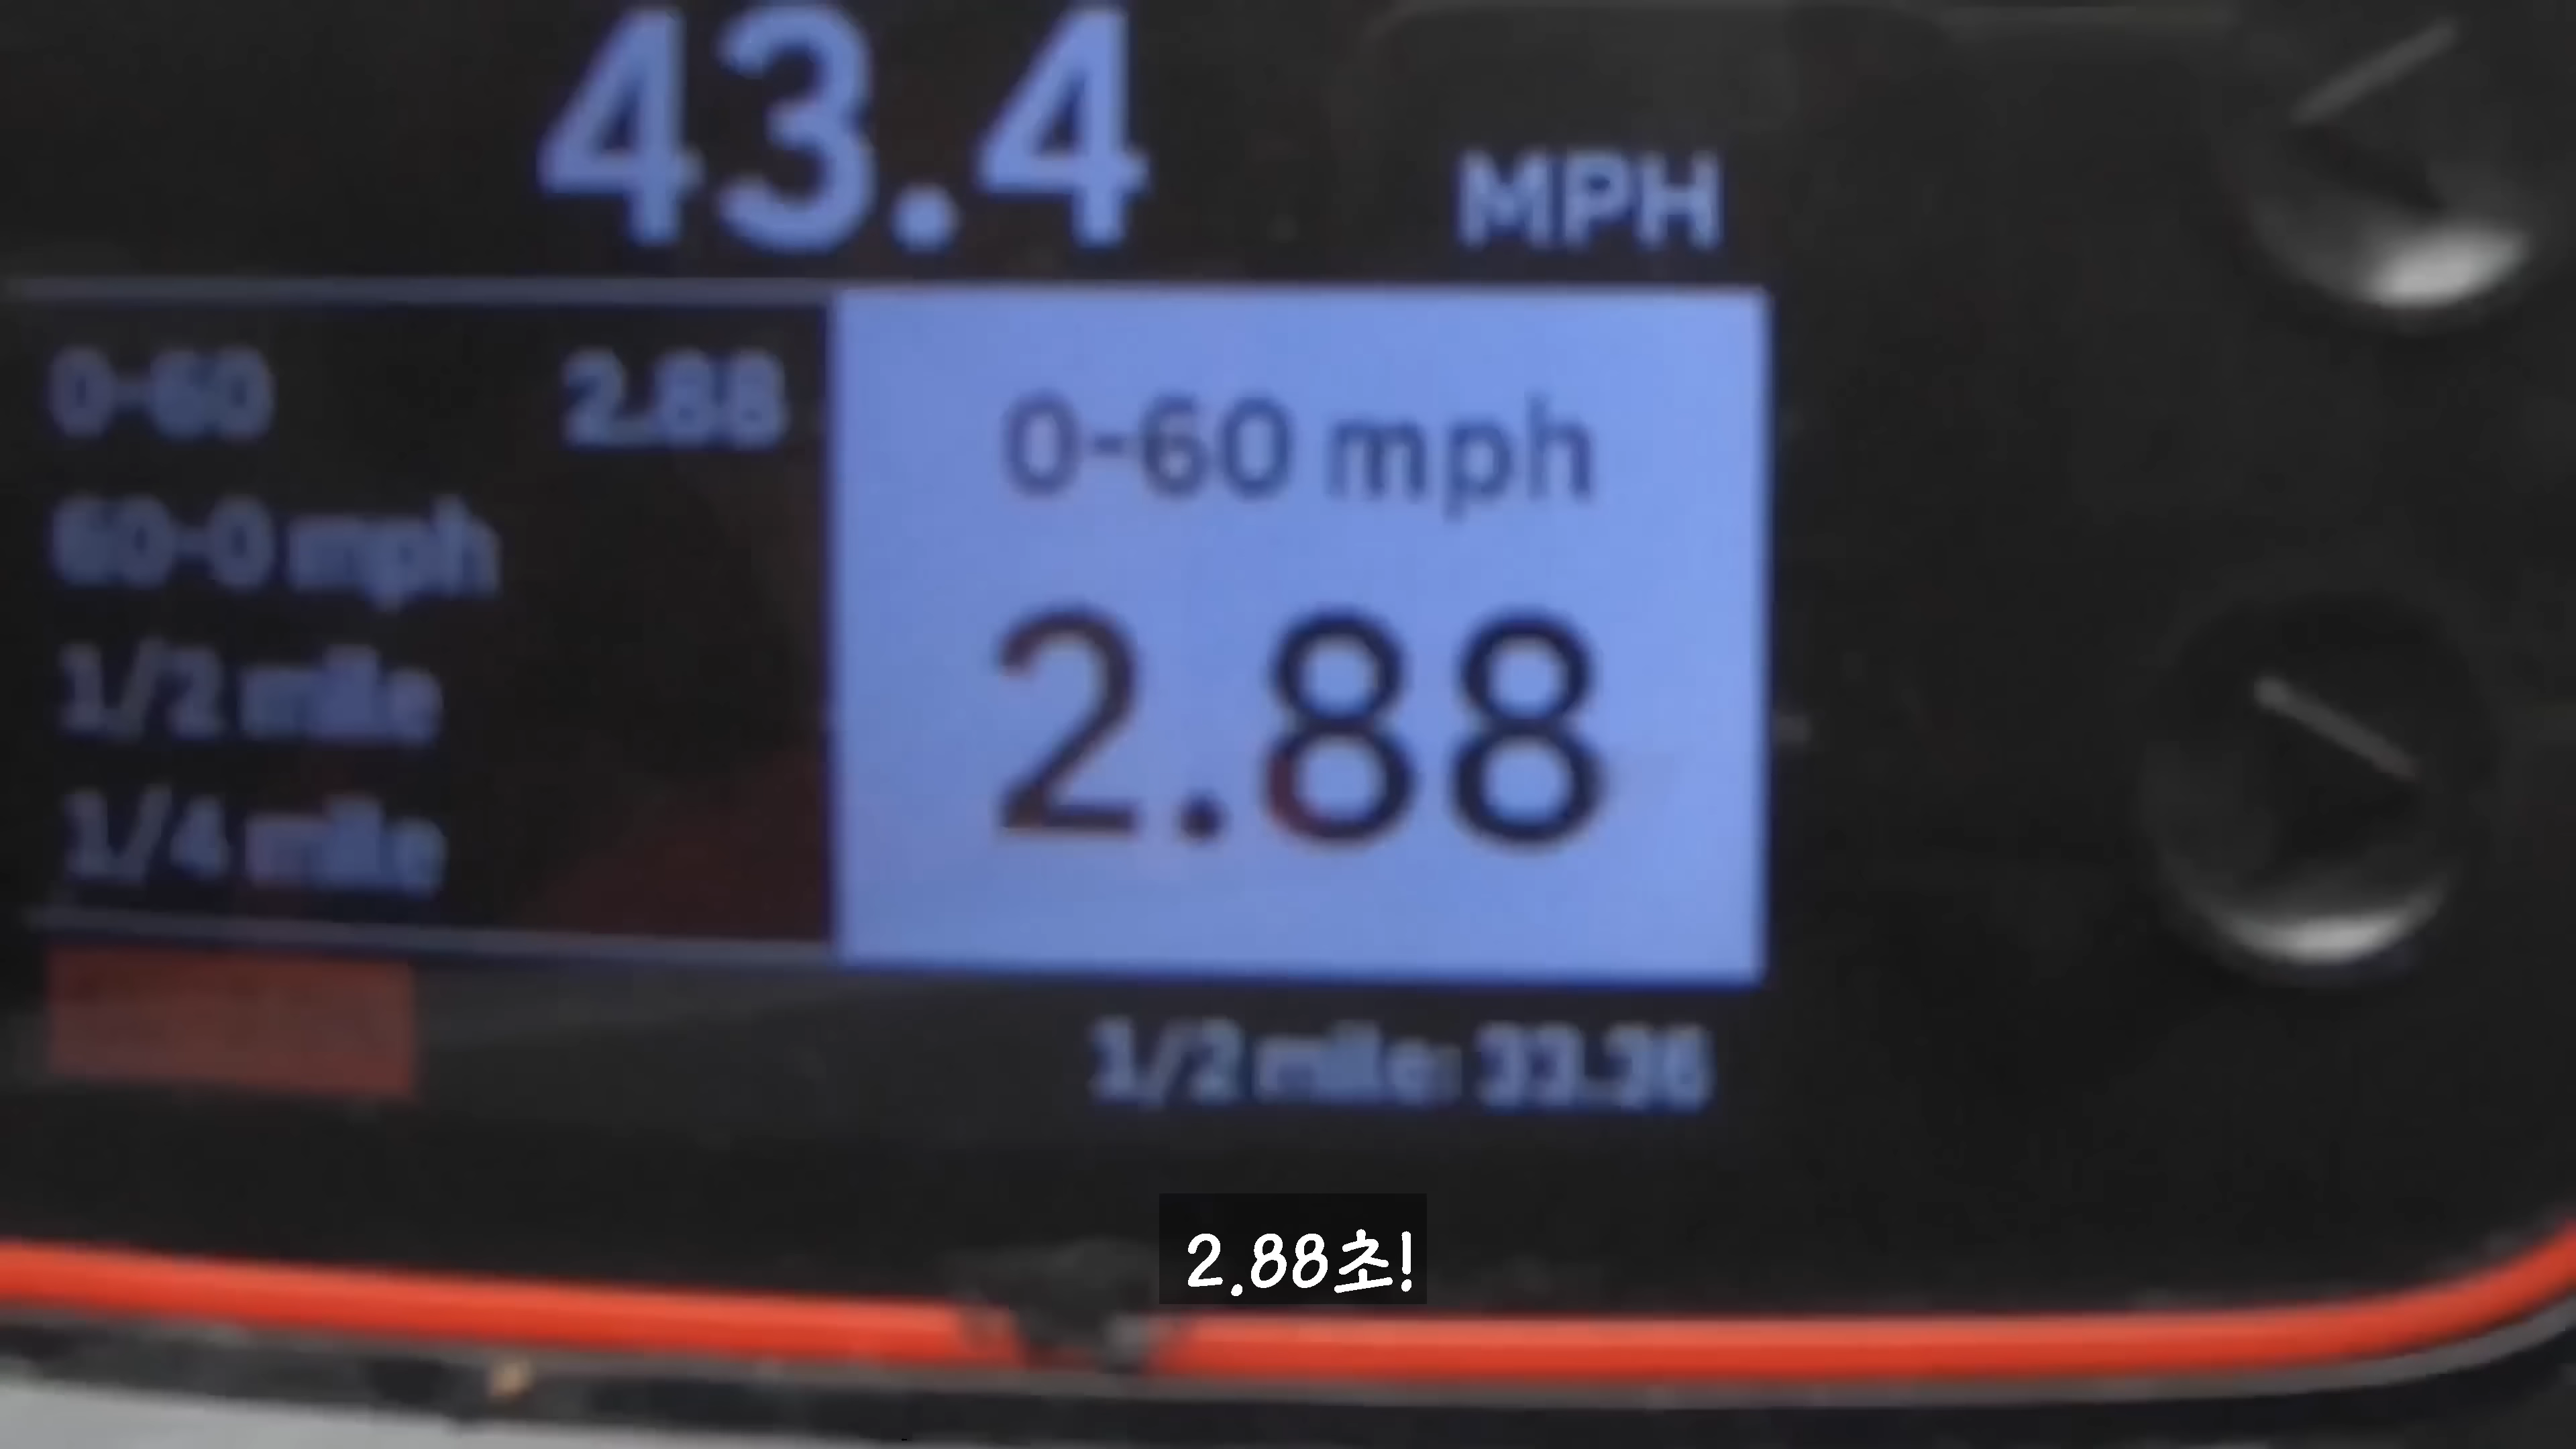 43.4 MPH
0-60 2.88
60-0 mph
1/2 mile
1/4 mile
0-60 mph
2.88
1/2 mile: 33.36
2.88초!